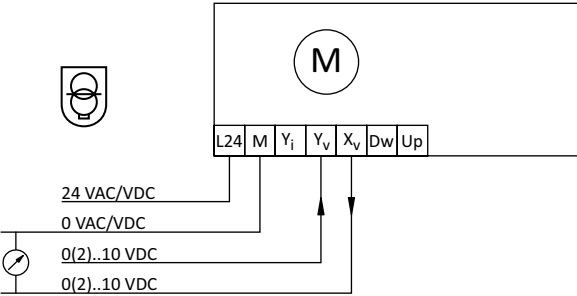 M
L24 M Yi Yv Xv Dw Up
24 VAC/VDC
0 VAC/VDC
0(2)..10 VDC
0(2)..10 VDC